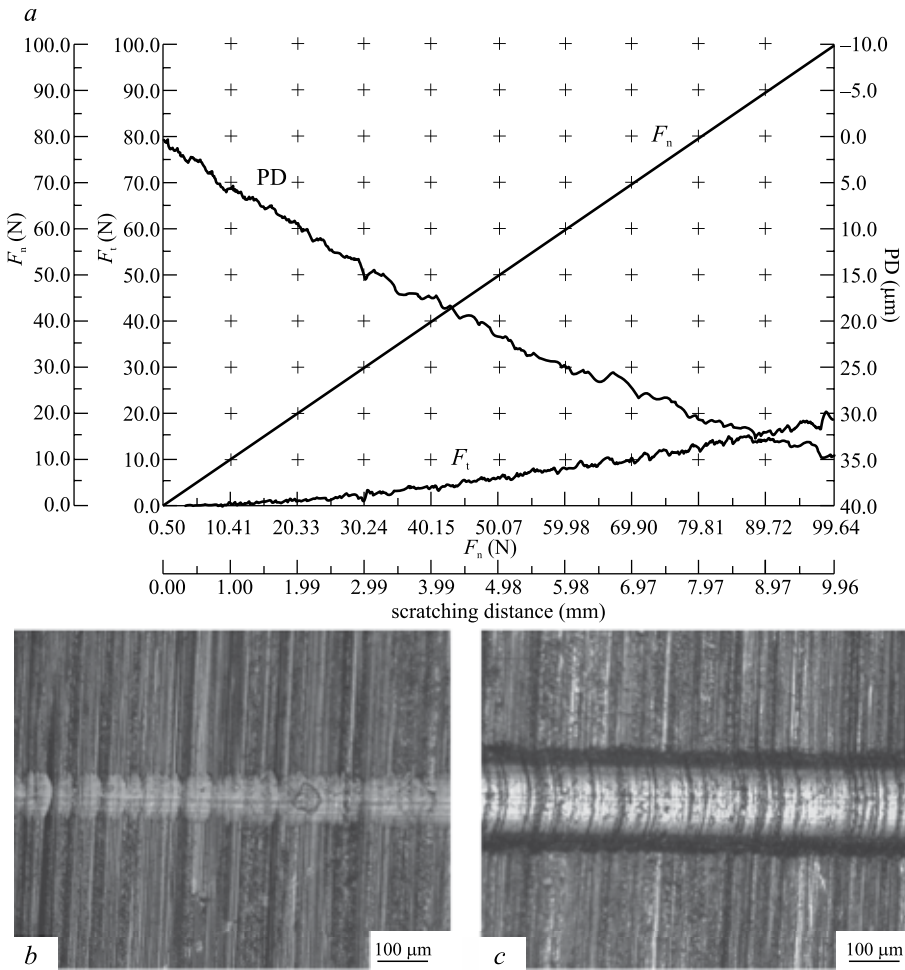 a
100.0 100.0 –10.0
90.0 90.0 –5.0
80.0 80.0 0.0
F_n
PD
70.0 70.0 5.0
60.0 60.0 10.0
F_n (N) F_t (N) PD (µm)
50.0 50.0 15.0
40.0 40.0 20.0
30.0 30.0 25.0
20.0 20.0 30.0
F_t
10.0 10.0 35.0
0.0 0.0 40.0
0.50 10.41 20.33 30.24 40.15 50.07 59.98 69.90 79.81 89.72 99.64
F_n (N)
0.00 1.00 1.99 2.99 3.99 4.98 5.98 6.97 7.97 8.97 9.96
scratching distance (mm)
b 100 µm c 100 µm